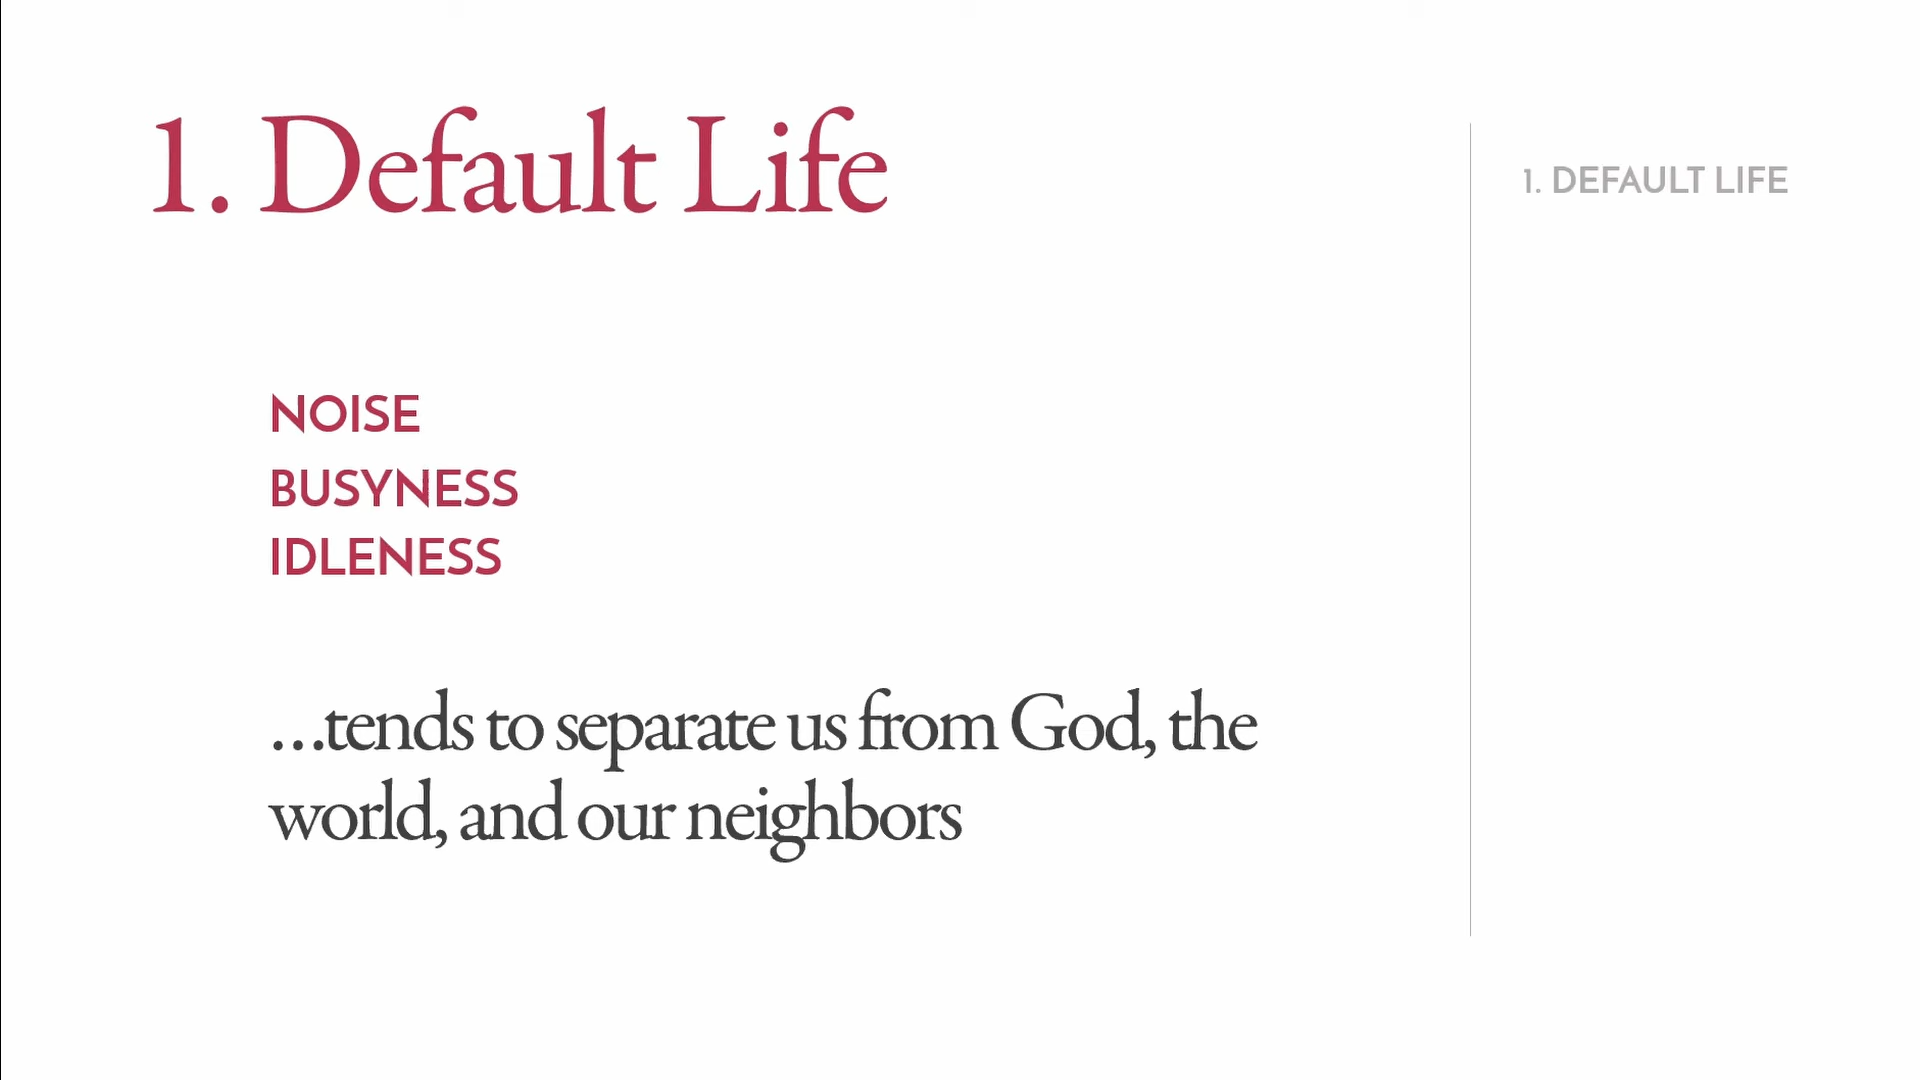 1. Default Life
NOISE
BUSYNESS
IDLENESS
…tends to separate us from God, the
world, and our neighbors
1. DEFAULT LIFE